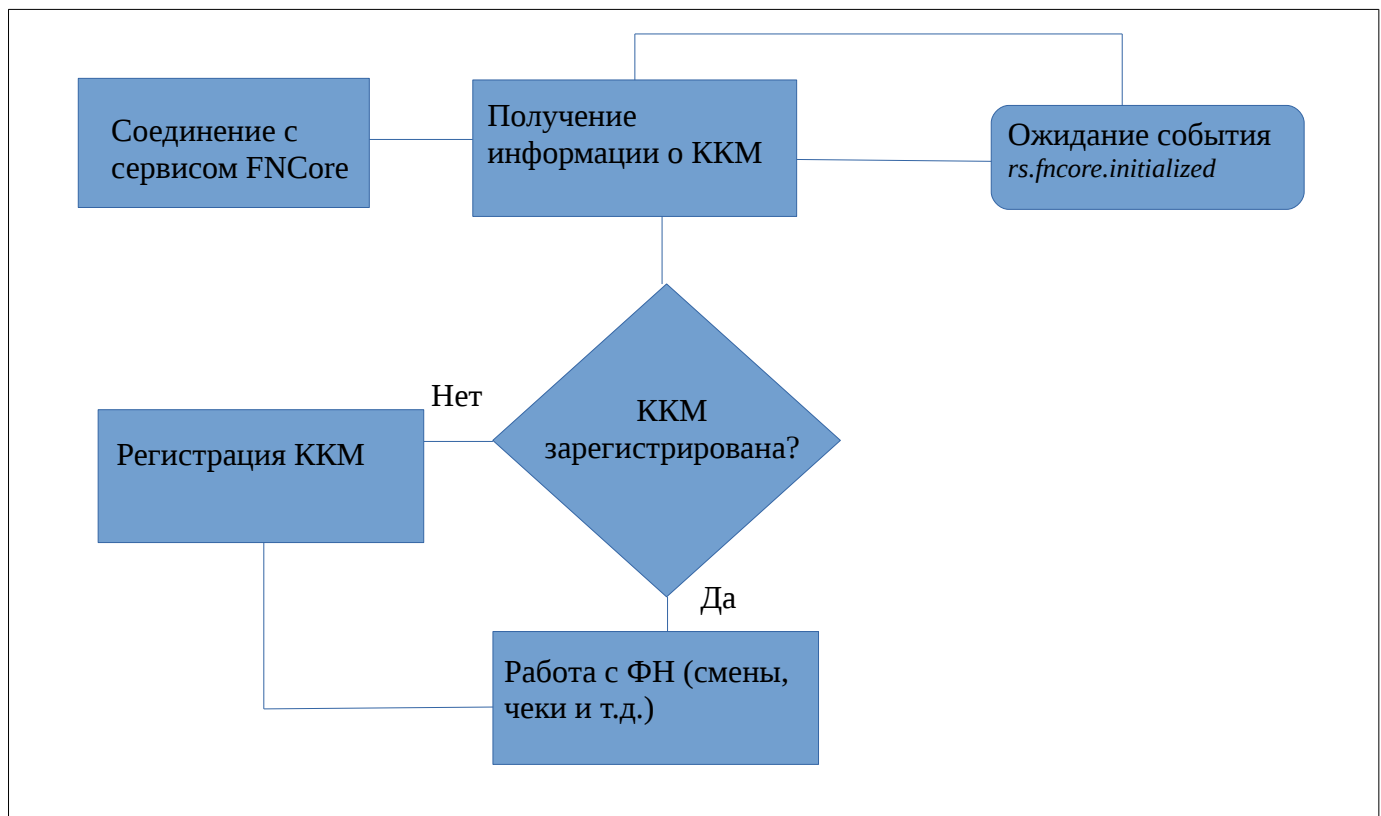 Соединение с
сервисом FNCore
Получение
информации о ККМ
Ожидание события
rs.fncore.initialized
Нет
ККМ
зарегистрирована?
Регистрация ККМ
Да
Работа с ФН (смены,
чеки и т.д.)